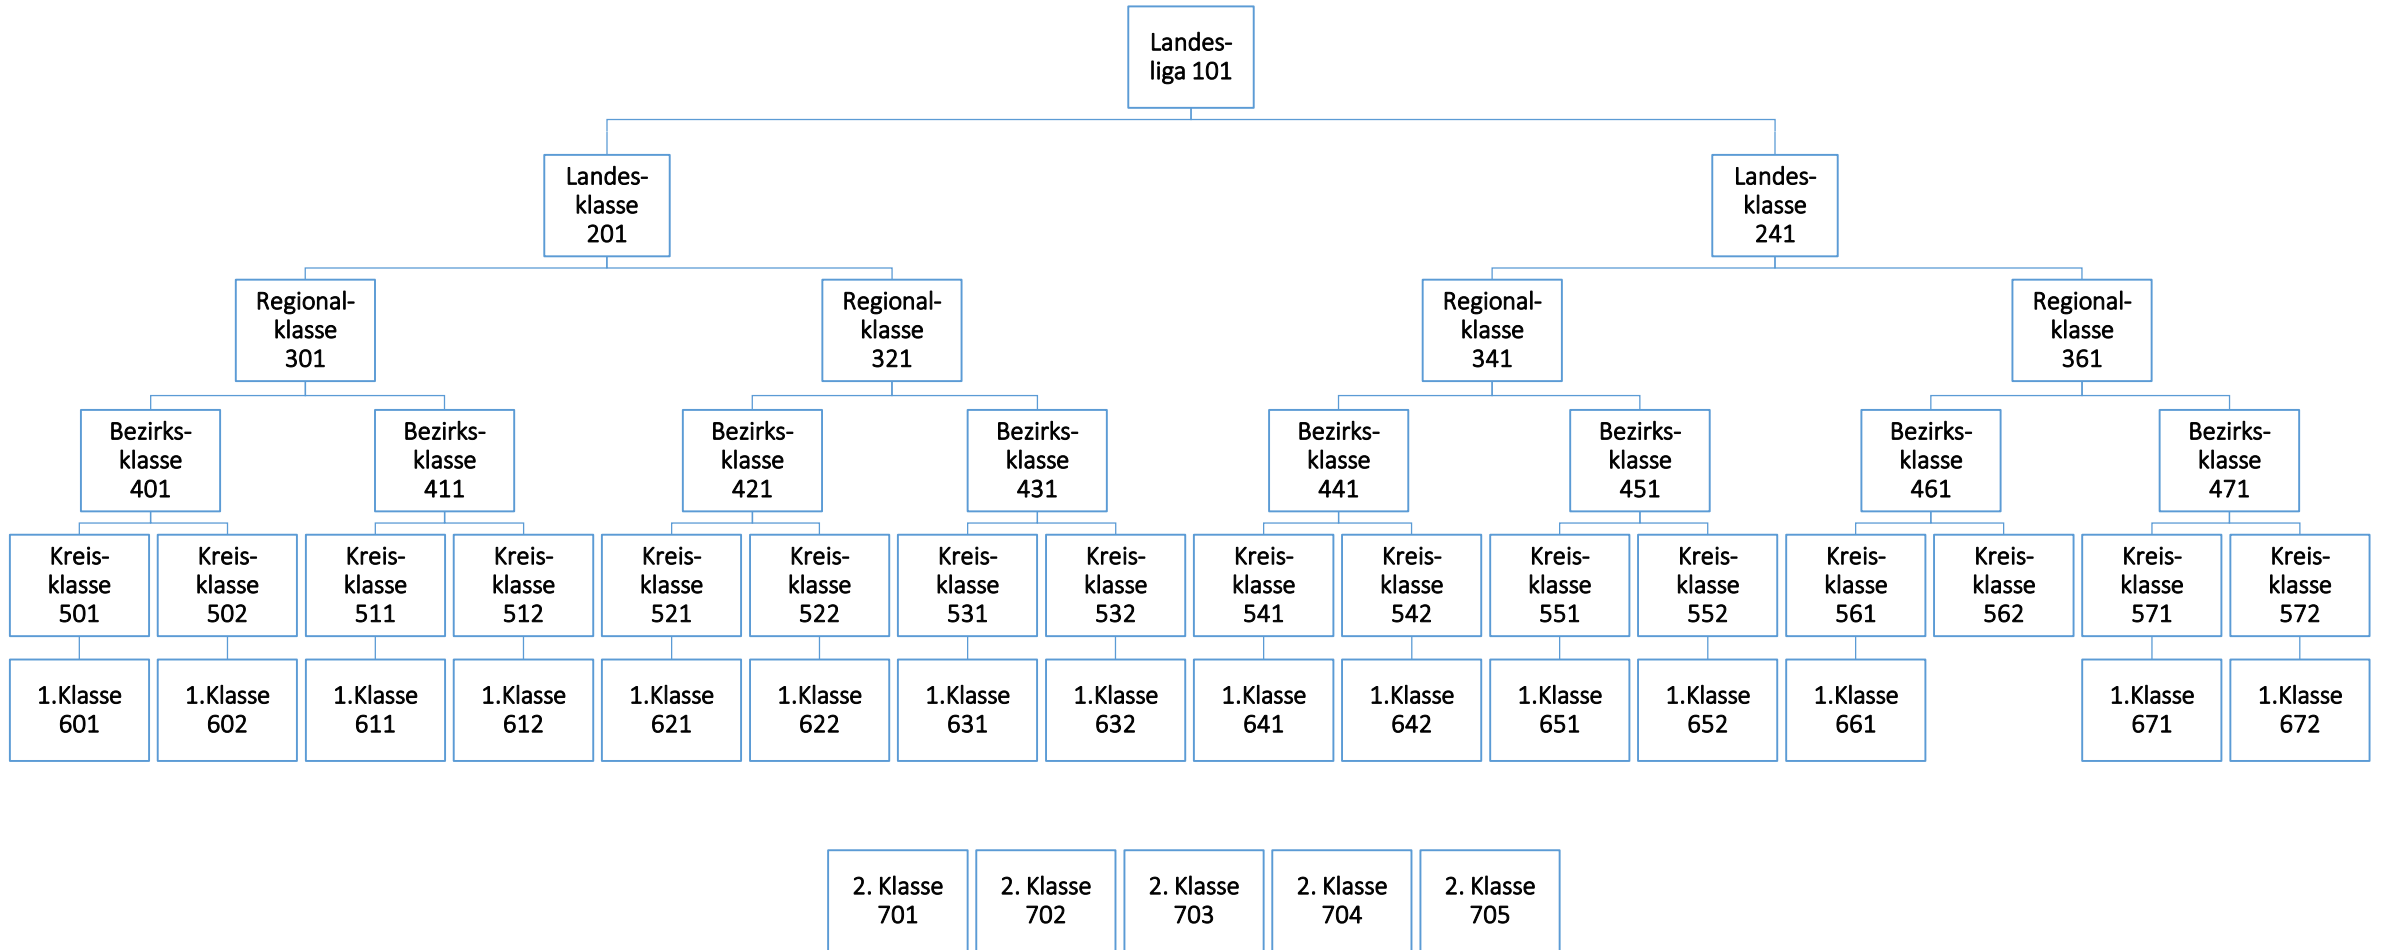 Landes-
liga 101
Landes-
klasse
201
Landes-
klasse
241
Regional-
klasse
301
Regional-
klasse
321
Regional-
klasse
341
Regional-
klasse
361
Bezirks-
klasse
401
Bezirks-
klasse
411
Bezirks-
klasse
421
Bezirks-
klasse
431
Bezirks-
klasse
441
Bezirks-
klasse
451
Bezirks-
klasse
461
Bezirks-
klasse
471
Kreis-
klasse
501
Kreis-
klasse
502
Kreis-
klasse
511
Kreis-
klasse
512
Kreis-
klasse
521
Kreis-
klasse
522
Kreis-
klasse
531
Kreis-
klasse
532
Kreis-
klasse
541
Kreis-
klasse
542
Kreis-
klasse
551
Kreis-
klasse
552
Kreis-
klasse
561
Kreis-
klasse
562
Kreis-
klasse
571
Kreis-
klasse
572
1.Klasse
601
1.Klasse
602
1.Klasse
611
1.Klasse
612
1.Klasse
621
1.Klasse
622
1.Klasse
631
1.Klasse
632
1.Klasse
641
1.Klasse
642
1.Klasse
651
1.Klasse
652
1.Klasse
661
1.Klasse
671
1.Klasse
672
2. Klasse
701
2. Klasse
702
2. Klasse
703
2. Klasse
704
2. Klasse
705